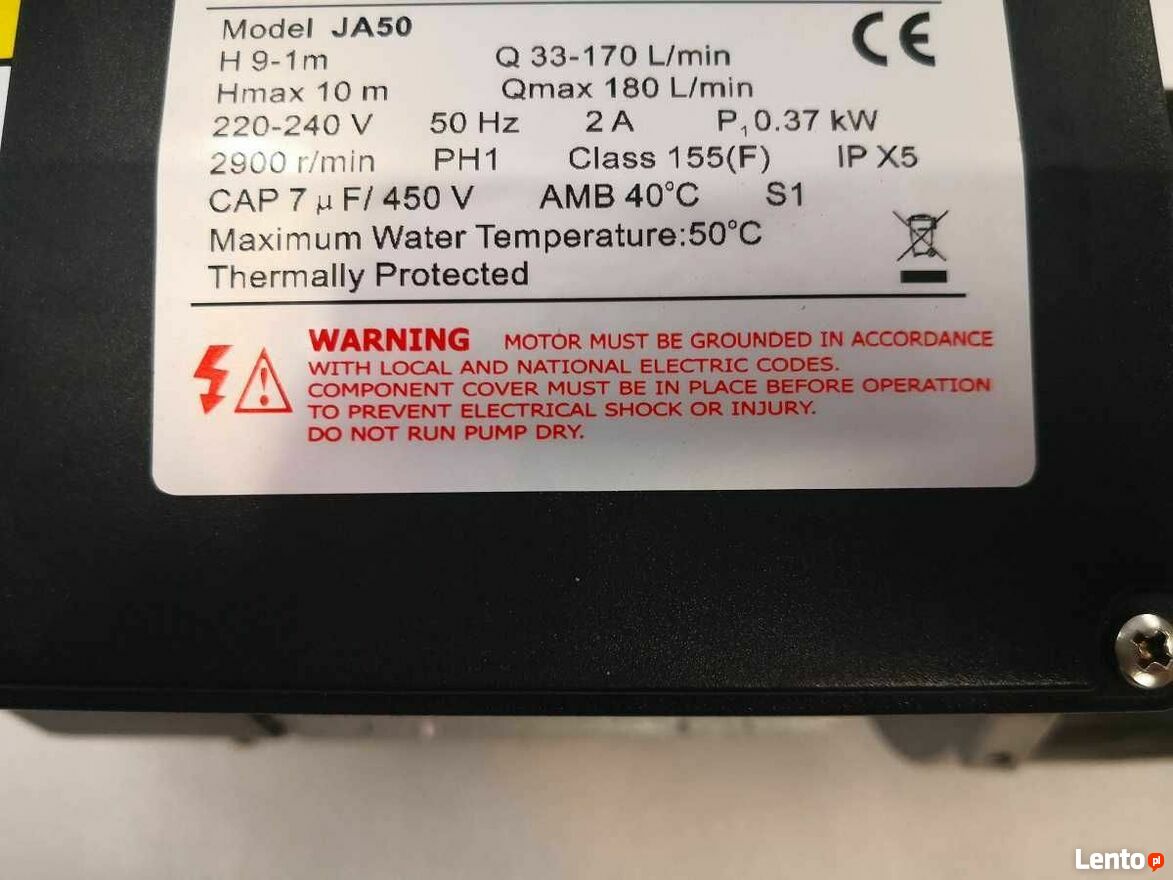 Model JA50
H 9-1m Q 33-170 L/min
Hmax 10 m Qmax 180 L/min
220-240 V 50 Hz 2 A P₁ 0.37 kW
2900 r/min PH1 Class 155(F) IP X5
CAP 7 μF/ 450 V AMB 40°C S1
Maximum Water Temperature:50°C
Thermally Protected
CE
WARNING MOTOR MUST BE GROUNDED IN ACCORDANCE
WITH LOCAL AND NATIONAL ELECTRIC CODES.
COMPONENT COVER MUST BE IN PLACE BEFORE OPERATION
TO PREVENT ELECTRICAL SHOCK OR INJURY.
DO NOT RUN PUMP DRY.
Lento pl